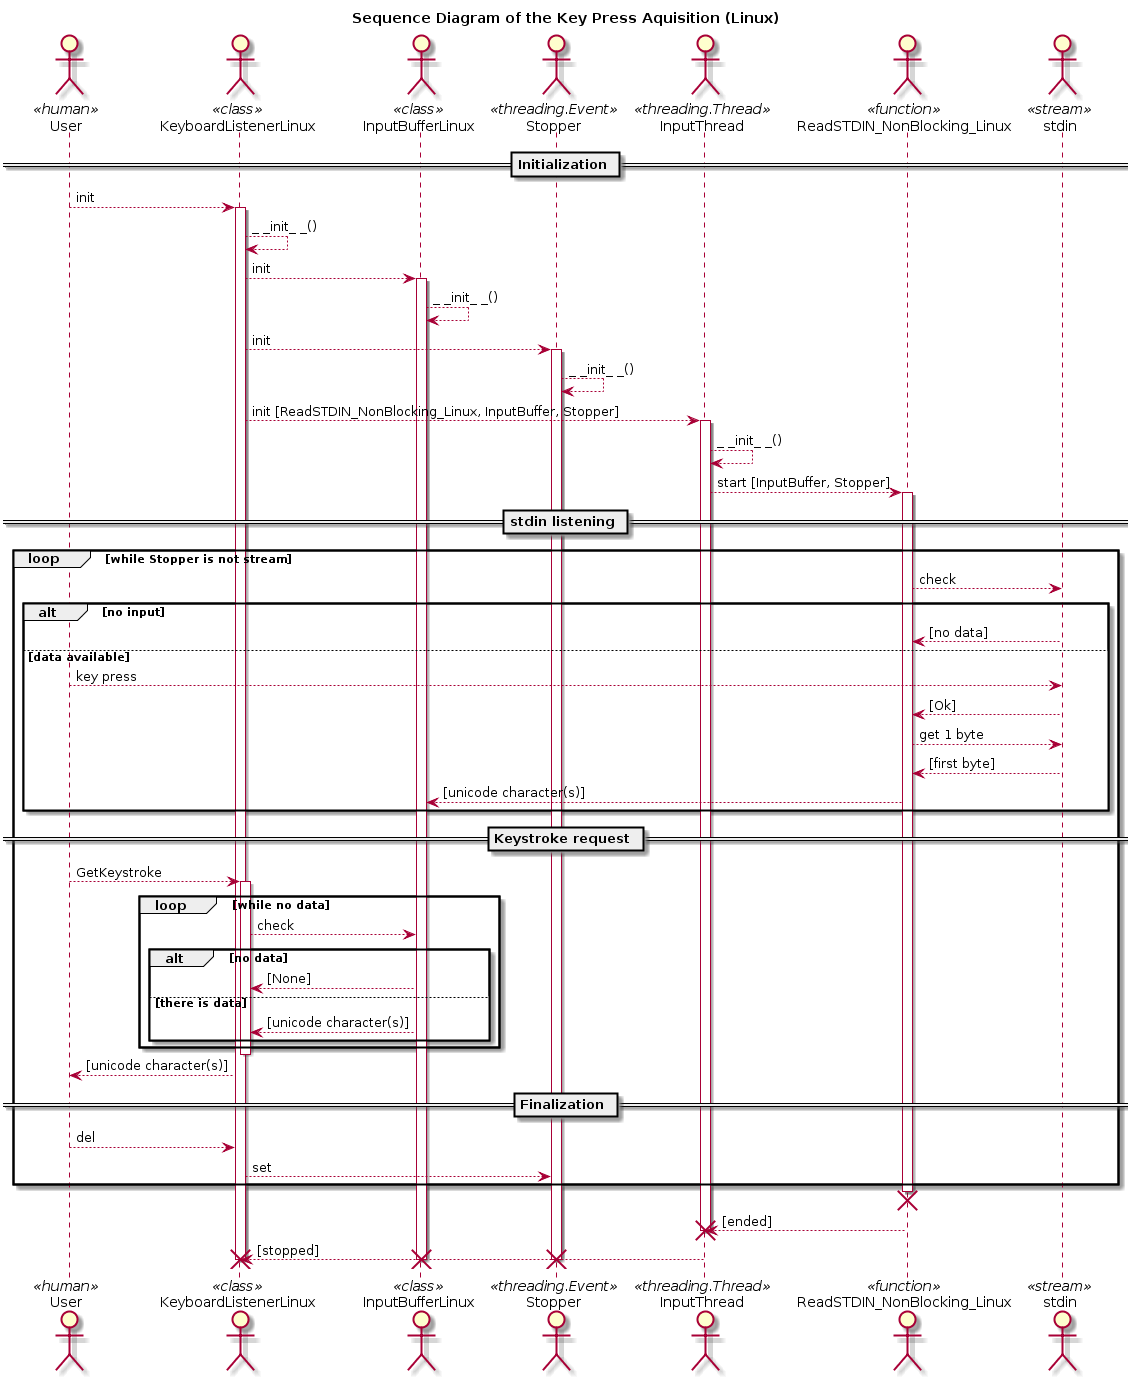 Sequence Diagram of the Key Press Aquisition (Linux)
«human» «class» «class» «threading.Event» «threading.Thread» «function» «stream»
User KeyboardListenerLinux InputBufferLinux Stopper InputThread ReadSTDIN_NonBlocking_Linux stdin
Initialization
init
_ _init_ _()
init
_ _init_ _()
init
_ _init_ _()
init [ReadSTDIN_NonBlocking_Linux, InputBuffer, Stopper]
_ _init_ _()
start [InputBuffer, Stopper]
stdin listening
loop [while Stopper is not stream]
check
alt [no input]
[no data]
[data available]
key press
[Ok]
get 1 byte
[first byte]
[unicode character(s)]
Keystroke request
GetKeystroke
loop [while no data]
check
alt [no data]
[None]
[there is data]
[unicode character(s)]
[unicode character(s)]
Finalization
del
set
[ended]
[stopped]
«human» «class» «class» «threading.Event» «threading.Thread» «function» «stream»
User KeyboardListenerLinux InputBufferLinux Stopper InputThread ReadSTDIN_NonBlocking_Linux stdin